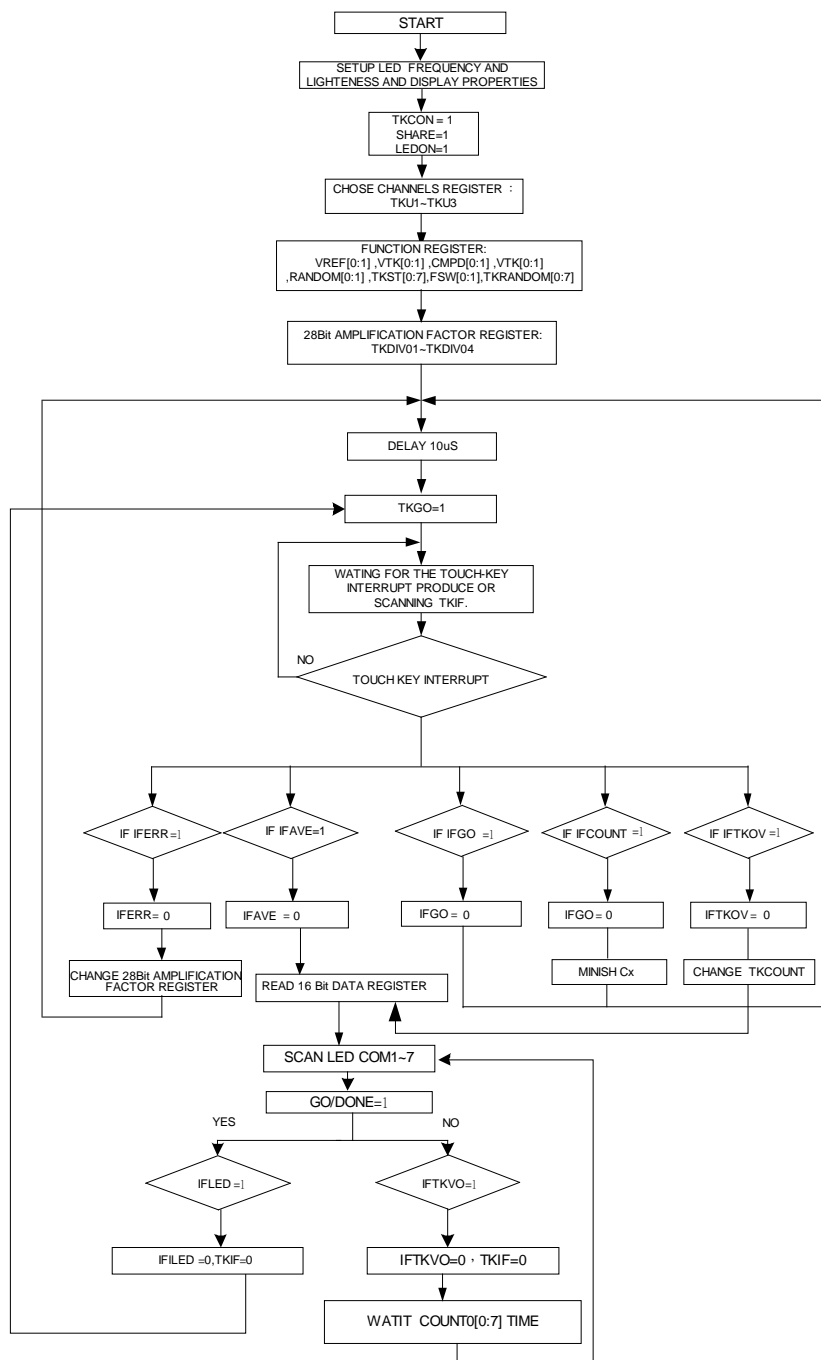 START
SETUP LED FREQUENCY AND
LIGHTENESS AND DISPLAY PROPERTIES
TKCON = 1
SHARE=1
LEDON=1
CHOSE CHANNELS REGISTER :
TKU1~TKU3
FUNCTION REGISTER:
VREF[0:1] ,VTK[0:1] ,CMPD[0:1] ,VTK[0:1]
,RANDOM[0:1] ,TKST[0:7],FSW[0:1],TKRANDOM[0:7]
28Bit AMPLIFICATION FACTOR REGISTER:
TKDIV01~TKDIV04
DELAY 10uS
TKGO=1
WATING FOR THE TOUCH-KEY
INTERRUPT PRODUCE OR
SCANNING TKIF.
NO
TOUCH KEY INTERRUPT
IF IFERR=1
IF IFAVE=1
IF IFGO =1
IF IFCOUNT =1
IF IFTKOV =1
IFERR= 0
IFAVE = 0
IFGO = 0
IFGO = 0
IFTKOV = 0
CHANGE 28Bit AMPLIFICATION
FACTOR REGISTER
READ 16 Bit DATA REGISTER
MINISH Cx
CHANGE TKCOUNT
SCAN LED COM1~7
GO/DONE=1
YES
NO
IFLED =1
IFTKVO=1
IFILED =0,TKIF=0
IFTKVO=0，TKIF=0
WATIT COUNT0[0:7] TIME